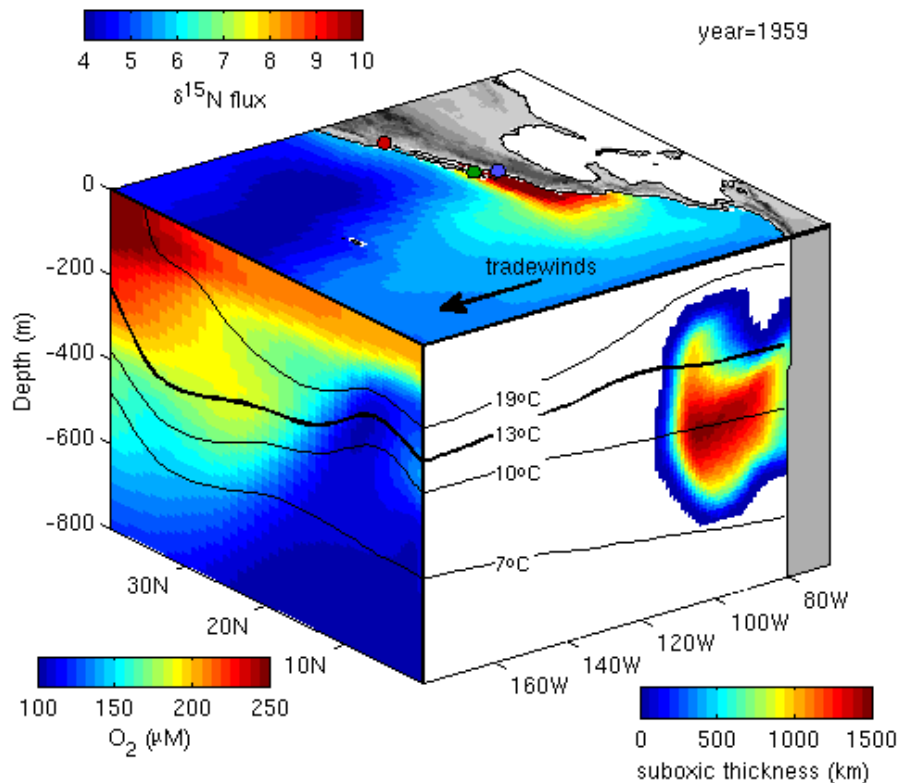 year=1959
4 5 6 7 8 9 10
δ¹⁵N flux
0
-200
-400
-600
-800
Depth (m)
tradewinds
19ºC
13ºC
10ºC
7ºC
30N
20N
10N
160W
140W
120W
100W
80W
100 150 200 250
O₂ (μM)
0 500 1000 1500
suboxic thickness (km)